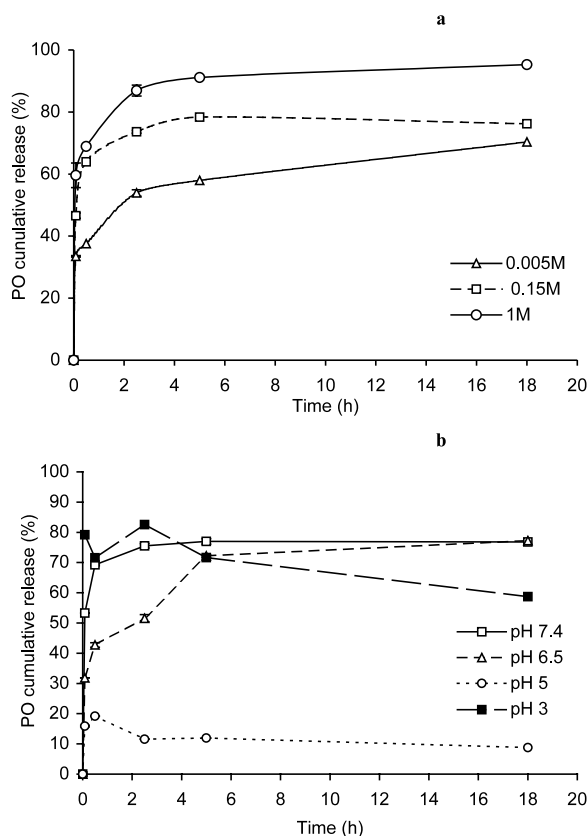 a
100
80
60
40
20
0
PO cunulative release (%)
0 2 4 6 8 10 12 14 16 18 20
Time (h)
0.005M
0.15M
1M
b
100
90
80
70
60
50
40
30
20
10
0
PO cumulative release (%)
0 2 4 6 8 10 12 14 16 18 20
Time (h)
pH 7.4
pH 6.5
pH 5
pH 3